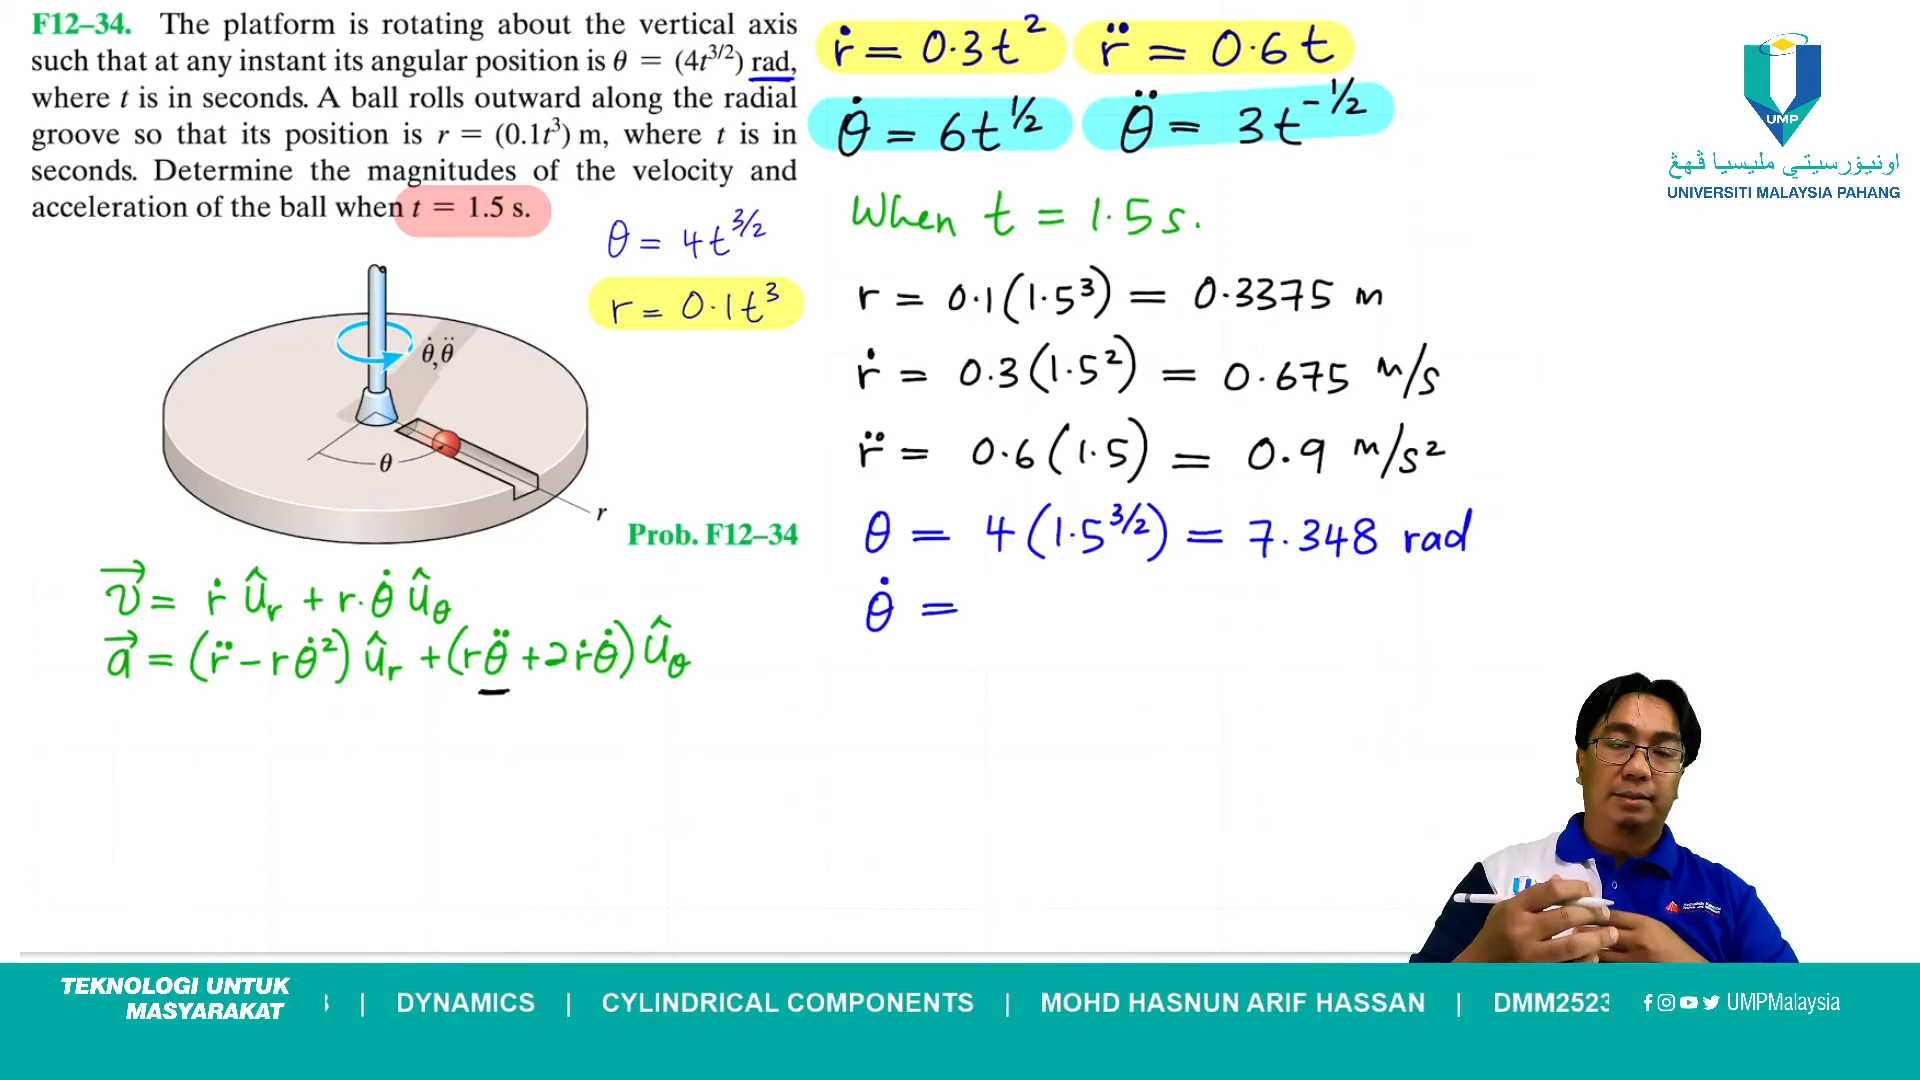 F12–34. The platform is rotating about the vertical axis
such that at any instant its angular position is θ = (4t^3/2) rad,
where t is in seconds. A ball rolls outward along the radial
groove so that its position is r = (0.1t³) m, where t is in
seconds. Determine the magnitudes of the velocity and
acceleration of the ball when t = 1.5 s.
θ = 4t^3/2
r = 0.1t³
θ̇, θ̈
θ
r
Prob. F12–34
v⃗ = ṙ û_r + r·θ̇ û_θ
a⃗ = (r̈ – rθ̇²) û_r + (rθ̈ + 2ṙθ̇) û_θ
ṙ = 0.3t² r̈ = 0.6t
θ̇ = 6t^1/2 θ̈ = 3t^-1/2
When t = 1.5s.
r = 0.1(1.5³) = 0.3375 m
ṙ = 0.3(1.5²) = 0.675 m/s
r̈ = 0.6(1.5) = 0.9 m/s²
θ = 4(1.5^3/2) = 7.348 rad
θ̇ =
UMP
اونيۏرسيتي مليسيا ڤهڠ
UNIVERSITI MALAYSIA PAHANG
TEKNOLOGI UNTUK
MASYARAKAT
| DYNAMICS | CYLINDRICAL COMPONENTS | MOHD HASNUN ARIF HASSAN | DMM2523
UMPMalaysia